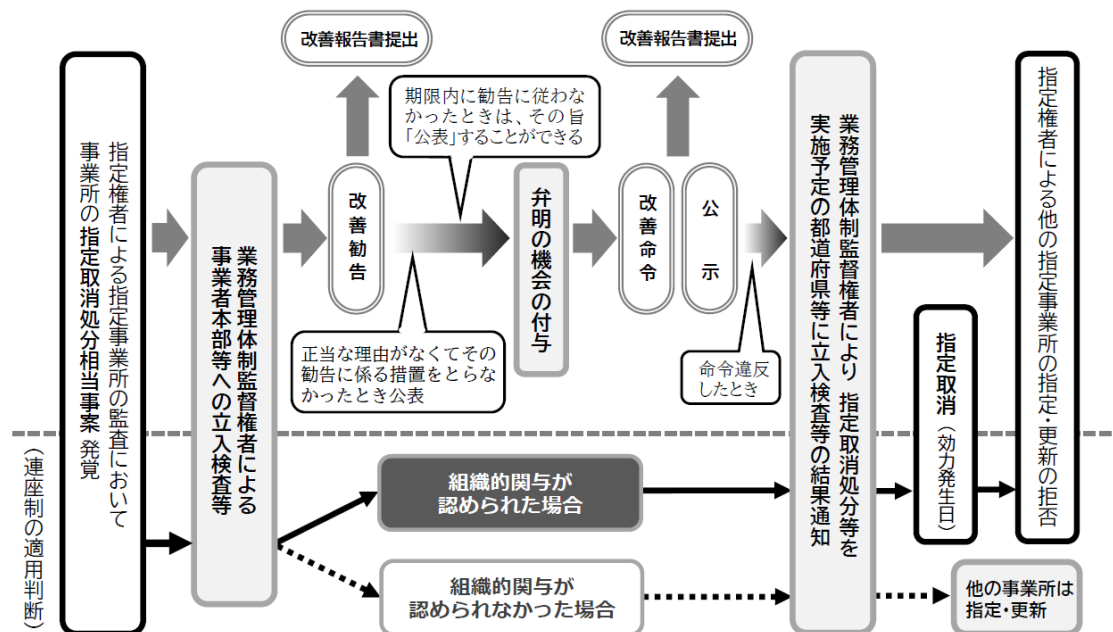 指定権者による指定事業所の監査において
事業所の指定取消処分相当事案 発覚
（連座制の適用判断）
業務管理体制監督権者による
事業者本部等への立入検査等
改善報告書提出
改善勧告
期限内に勧告に従わな
かったときは、その旨
「公表」することができる
正当な理由がなくてその
勧告に係る措置をとらな
かったとき公表
弁明の機会の付与
改善報告書提出
改善命令
公示
命令違反
したとき
組織的関与が
認められた場合
組織的関与が
認められなかった場合
業務管理体制監督権者により 指定取消処分等を
実施予定の都道府県等に立入検査等の結果通知
指定取消（効力発生日）
指定権者による他の指定事業所の指定・更新の拒否
他の事業所は
指定・更新